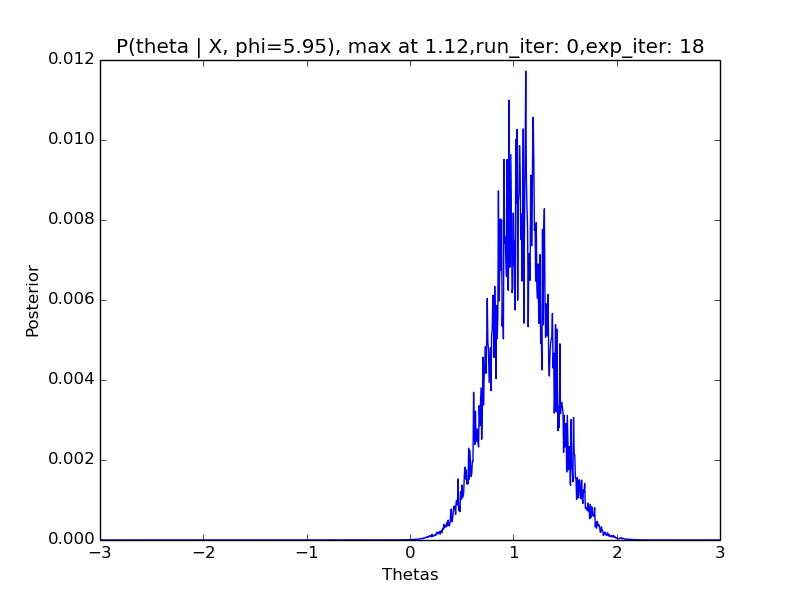 P(theta | X, phi=5.95), max at 1.12,run_iter: 0,exp_iter: 18
0.012
0.010
0.008
0.006
0.004
0.002
0.000
Posterior
−3 −2 −1 0 1 2 3
Thetas